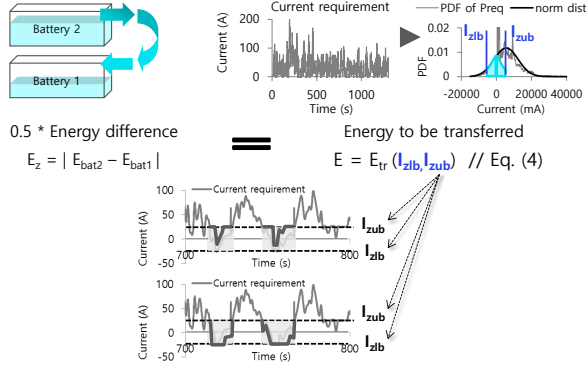 Battery 2
Battery 1
Current requirement
Current (A)
200
100
0
0
500
1000
Time (s)
PDF of Preq
norm dist
Izlb
Izub
PDF
0.02
0.01
0
-20000
0
20000
40000
Current (mA)
0.5 * Energy difference
Ez = | Ebat2 − Ebat1 |
=
Energy to be transferred
E = Etr (Izlb,Izub) // Eq. (4)
Current requirement
Current (A)
100
50
0
-50
700
800
Time (s)
Izub
Izlb
Current requirement
Current (A)
100
50
0
-50
700
800
Time (s)
Izub
Izlb